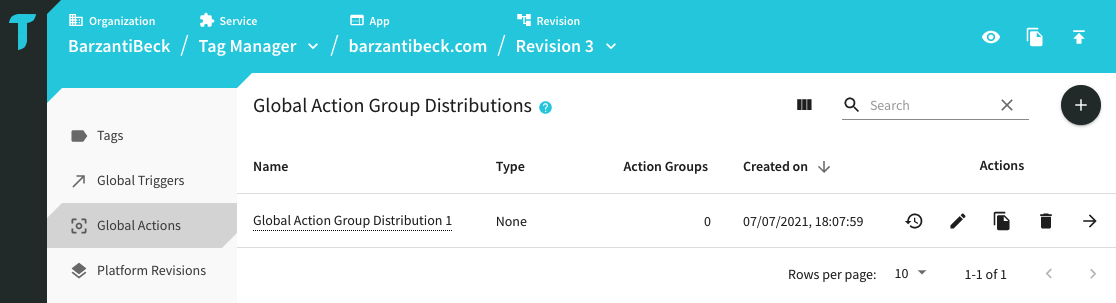 Organization Service App Revision
BarzantiBeck / Tag Manager / barzantibeck.com / Revision 3
Global Action Group Distributions ?
Search
Tags
Global Triggers
Global Actions
Platform Revisions
Name Type Action Groups Created on Actions
Global Action Group Distribution 1 None 0 07/07/2021, 18:07:59
Rows per page: 10 1-1 of 1